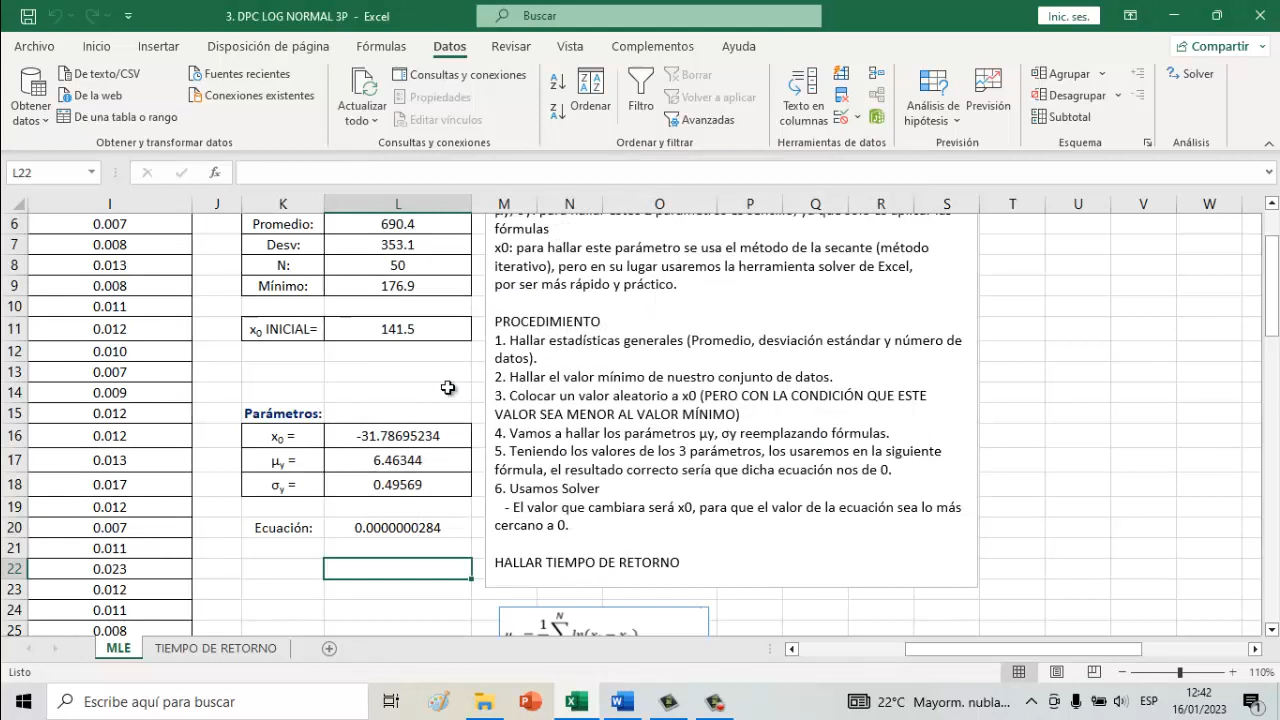 3. DPC LOG NORMAL 3P - Excel
Buscar
Inic. ses.
Archivo Inicio Insertar Disposición de página Fórmulas Datos Revisar Vista Complementos Ayuda
Compartir
Obtener datos
De texto/CSV
De la web
De una tabla o rango
Fuentes recientes
Conexiones existentes
Obtener y transformar datos
Actualizar todo
Consultas y conexiones
Propiedades
Editar vínculos
Consultas y conexiones
Ordenar
Filtro
Borrar
Volver a aplicar
Avanzadas
Ordenar y filtrar
Texto en columnas
Herramientas de datos
Análisis de hipótesis
Previsión
Previsión
Agrupar
Desagrupar
Subtotal
Esquema
Solver
Análisis
L22
fx
I J K L M N O P Q R S T U V W
6 0.007 Promedio: 690.4
7 0.008 Desv: 353.1
8 0.013 N: 50
9 0.008 Mínimo: 176.9
10 0.011
11 0.012 x0 INICIAL= 141.5
12 0.010
13 0.007
14 0.009
15 0.012 Parámetros:
16 0.012 x0 = -31.78695234
17 0.013 μy = 6.46344
18 0.017 σy = 0.49569
19 0.012
20 0.007 Ecuación: 0.0000000284
21 0.011
22 0.023
23 0.012
24 0.011
25 0.008
fórmulas
x0: para hallar este parámetro se usa el método de la secante (método
iterativo), pero en su lugar usaremos la herramienta solver de Excel,
por ser más rápido y práctico.
PROCEDIMIENTO
1. Hallar estadísticas generales (Promedio, desviación estándar y número de
datos).
2. Hallar el valor mínimo de nuestro conjunto de datos.
3. Colocar un valor aleatorio a x0 (PERO CON LA CONDICIÓN QUE ESTE
VALOR SEA MENOR AL VALOR MÍNIMO)
4. Vamos a hallar los parámetros μy, σy reemplazando fórmulas.
5. Teniendo los valores de los 3 parámetros, los usaremos en la siguiente
fórmula, el resultado correcto sería que dicha ecuación nos de 0.
6. Usamos Solver
- El valor que cambiara será x0, para que el valor de la ecuación sea lo más
cercano a 0.
HALLAR TIEMPO DE RETORNO
MLE TIEMPO DE RETORNO
Listo
110%
Escribe aquí para buscar
22°C Mayorm. nubla...
ESP
12:42
16/01/2023
1